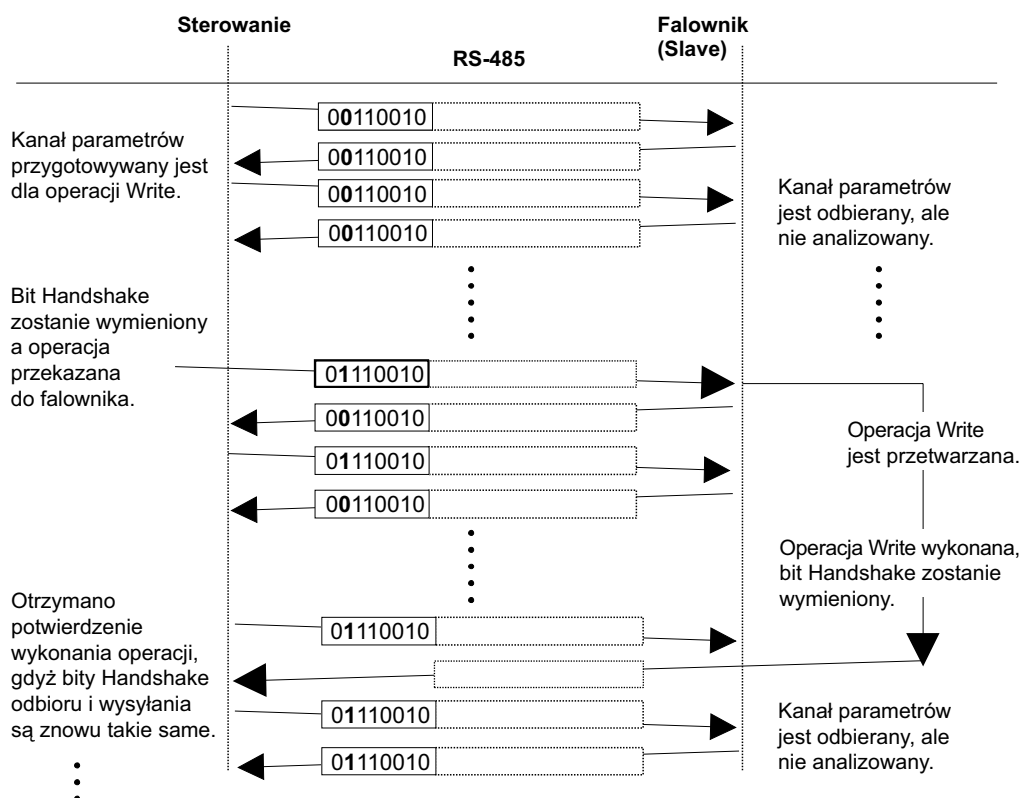 Sterowanie
RS-485
Falownik
(Slave)
00110010
Kanał parametrów
przygotowywany jest
dla operacji Write.
00110010
00110010
00110010
Kanał parametrów
jest odbierany, ale
nie analizowany.
Bit Handshake
zostanie wymieniony
a operacja
przekazana
do falownika.
01110010
00110010
01110010
00110010
Operacja Write
jest przetwarzana.
Operacja Write wykonana,
bit Handshake zostanie
wymieniony.
Otrzymano
potwierdzenie
wykonania operacji,
gdyż bity Handshake
odbioru i wysyłania
są znowu takie same.
01110010
01110010
01110010
Kanał parametrów
jest odbierany, ale
nie analizowany.